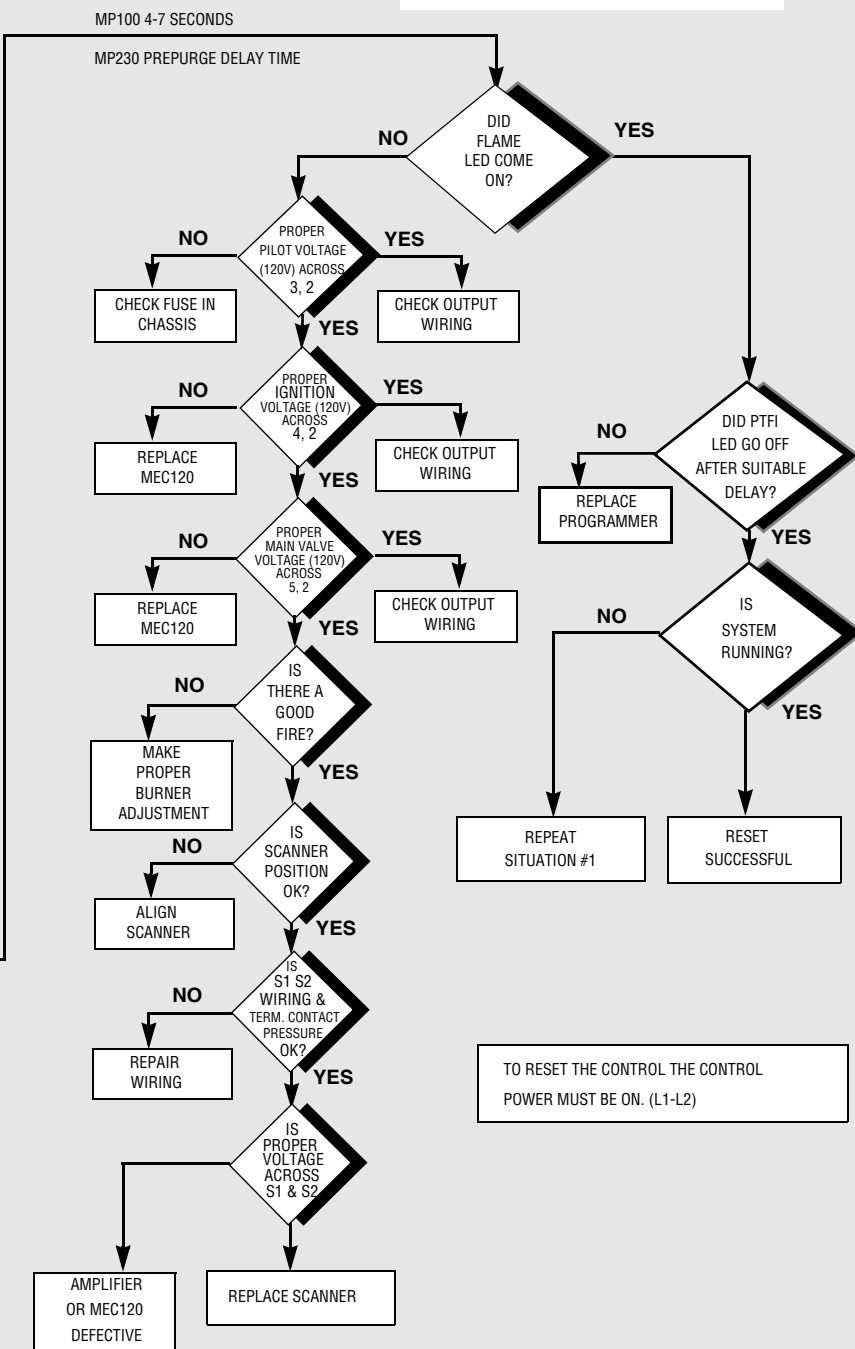 MP100 4-7 SECONDS
MP230 PREPURGE DELAY TIME
DID
FLAME
LED COME
ON?
NO
YES
PROPER
PILOT VOLTAGE
(120V) ACROSS
3, 2
NO
YES
CHECK FUSE IN
CHASSIS
CHECK OUTPUT
WIRING
YES
PROPER
IGNITION
VOLTAGE (120V)
ACROSS
4, 2
NO
YES
REPLACE
MEC120
CHECK OUTPUT
WIRING
YES
PROPER
MAIN VALVE
VOLTAGE (120V)
ACROSS
5, 2
NO
YES
REPLACE
MEC120
CHECK OUTPUT
WIRING
YES
IS
THERE A
GOOD
FIRE?
NO
MAKE
PROPER
BURNER
ADJUSTMENT
YES
IS
SCANNER
POSITION
OK?
NO
ALIGN
SCANNER
YES
IS
S1 S2
WIRING &
TERM. CONTACT
PRESSURE
OK?
NO
REPAIR
WIRING
YES
IS
PROPER
VOLTAGE
ACROSS
S1 & S2
AMPLIFIER
OR MEC120
DEFECTIVE
REPLACE SCANNER
DID PTFI
LED GO OFF
AFTER SUITABLE
DELAY?
NO
REPLACE
PROGRAMMER
YES
IS
SYSTEM
RUNNING?
NO
YES
REPEAT
SITUATION #1
RESET
SUCCESSFUL
TO RESET THE CONTROL THE CONTROL
POWER MUST BE ON. (L1-L2)